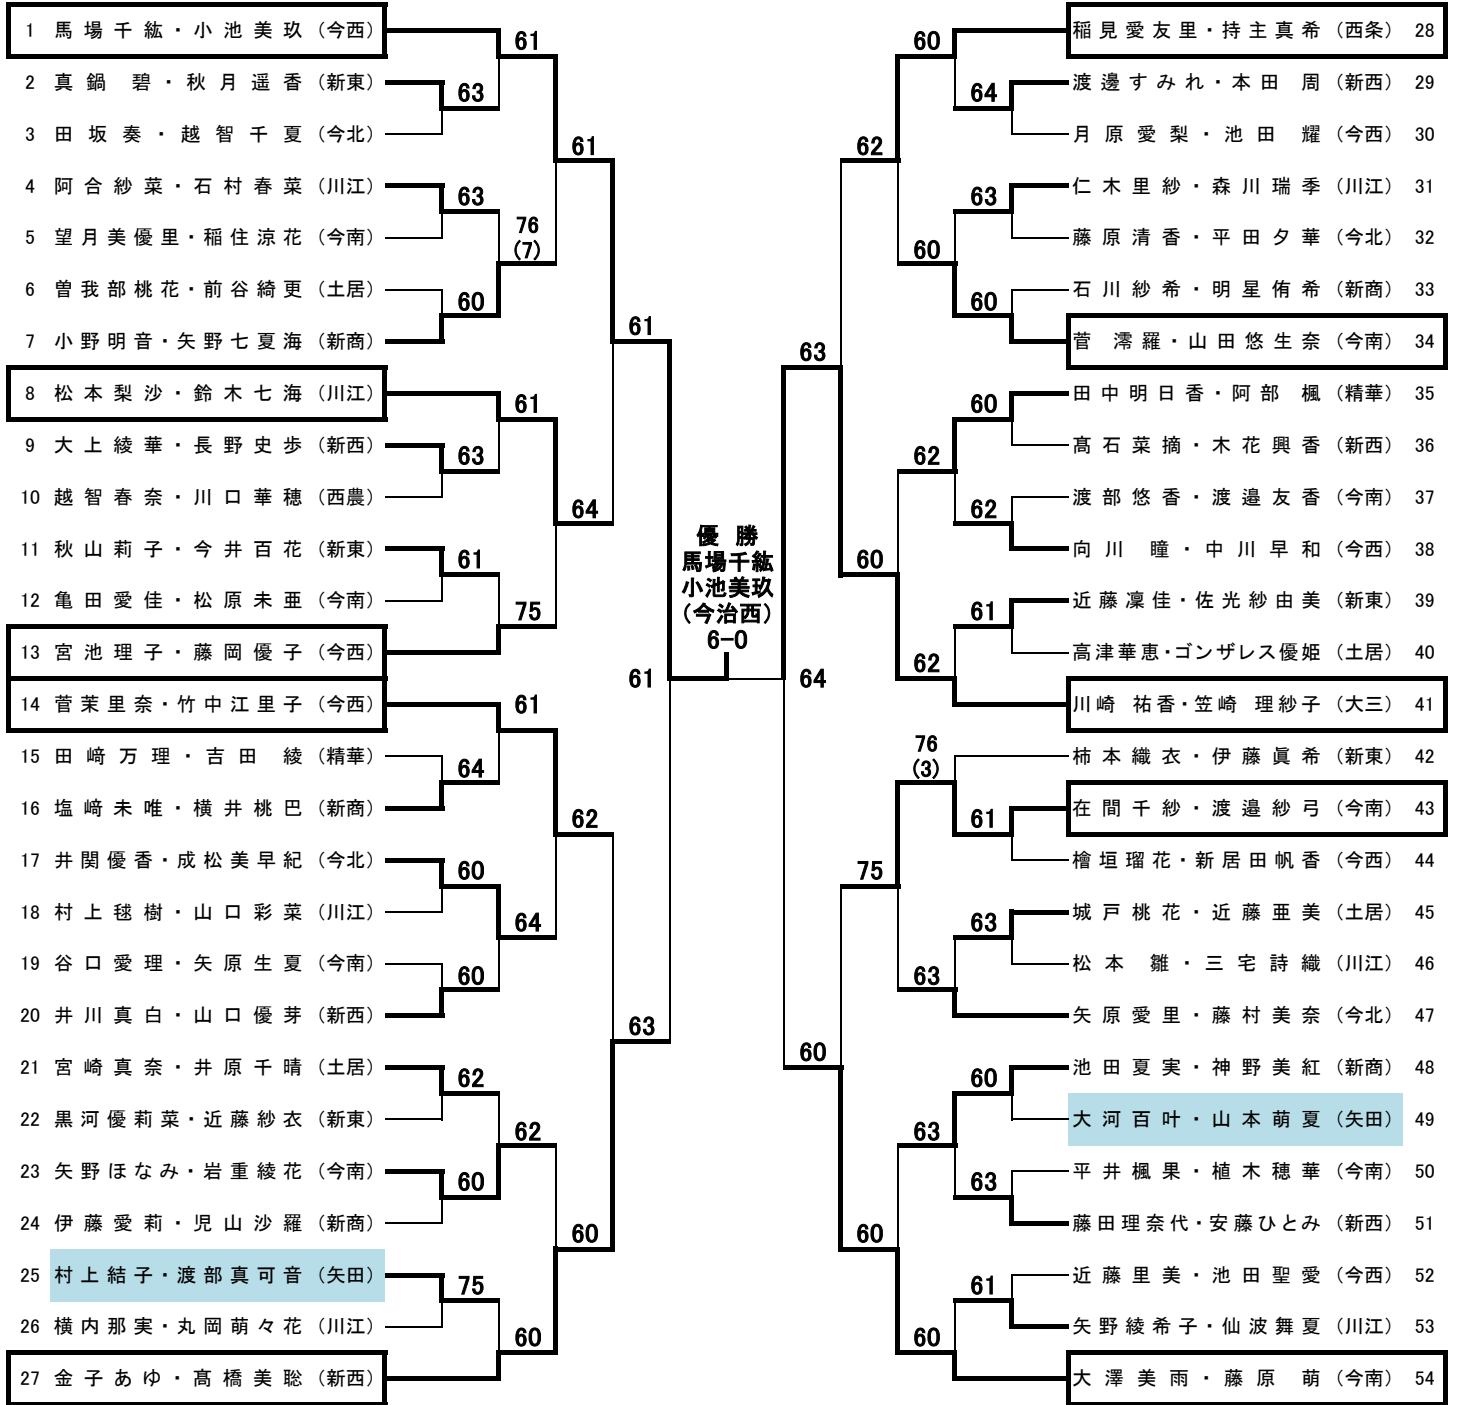 1 馬場千紘・小池美玖（今西）
2 真鍋 碧・秋月遥香（新東）
3 田坂奏・越智千夏（今北）
4 阿合紗菜・石村春菜（川江）
5 望月美優里・稲住涼花（今南）
6 曽我部桃花・前谷綺更（土居）
7 小野明音・矢野七夏海（新商）
8 松本梨沙・鈴木七海（川江）
9 大上綾華・長野史歩（新西）
10 越智春奈・川口華穂（西農）
11 秋山莉子・今井百花（新東）
12 亀田愛佳・松原未亜（今南）
13 宮池理子・藤岡優子（今西）
14 菅茉里奈・竹中江里子（今西）
15 田﨑万理・吉田 綾（精華）
16 塩﨑未唯・横井桃巴（新商）
17 井関優香・成松美早紀（今北）
18 村上毬樹・山口彩菜（川江）
19 谷口愛理・矢原生夏（今南）
20 井川真白・山口優芽（新西）
21 宮崎真奈・井原千晴（土居）
22 黒河優莉菜・近藤紗衣（新東）
23 矢野ほなみ・岩重綾花（今南）
24 伊藤愛莉・児山沙羅（新商）
25 村上結子・渡部真可音（矢田）
26 横内那実・丸岡萌々花（川江）
27 金子あゆ・髙橋美聡（新西）
63
63
60
63
61
64
60
60
62
60
75
61
76
(7)
61
75
61
64
62
60
61
64
62
60
61
63
61
優 勝
馬場千紘
小池美玖
（今治西）
6-0
64
63
60
62
60
75
60
60
60
62
62
76
(3)
63
63
60
64
63
60
60
62
61
61
63
60
63
61
稲見愛友里・持主真希（西条） 28
渡邊すみれ・本田 周（新西） 29
月原愛梨・池田 耀（今西） 30
仁木里紗・森川瑞季（川江） 31
藤原清香・平田夕華（今北） 32
石川紗希・明星侑希（新商） 33
菅 澪羅・山田悠生奈（今南） 34
田中明日香・阿部 楓（精華） 35
髙石菜摘・木花興香（新西） 36
渡部悠香・渡邉友香（今南） 37
向川 瞳・中川早和（今西） 38
近藤凜佳・佐光紗由美（新東） 39
高津華恵・ゴンザレス優姫（土居） 40
川崎 祐香・笠崎 理紗子（大三） 41
柿本織衣・伊藤眞希（新東） 42
在間千紗・渡邉紗弓（今南） 43
檜垣瑠花・新居田帆香（今西） 44
城戸桃花・近藤亜美（土居） 45
松本 雛・三宅詩織（川江） 46
矢原愛里・藤村美奈（今北） 47
池田夏実・神野美紅（新商） 48
大河百叶・山本萌夏（矢田） 49
平井楓果・植木穂華（今南） 50
藤田理奈代・安藤ひとみ（新西） 51
近藤里美・池田聖愛（今西） 52
矢野綾希子・仙波舞夏（川江） 53
大澤美雨・藤原 萌（今南） 54